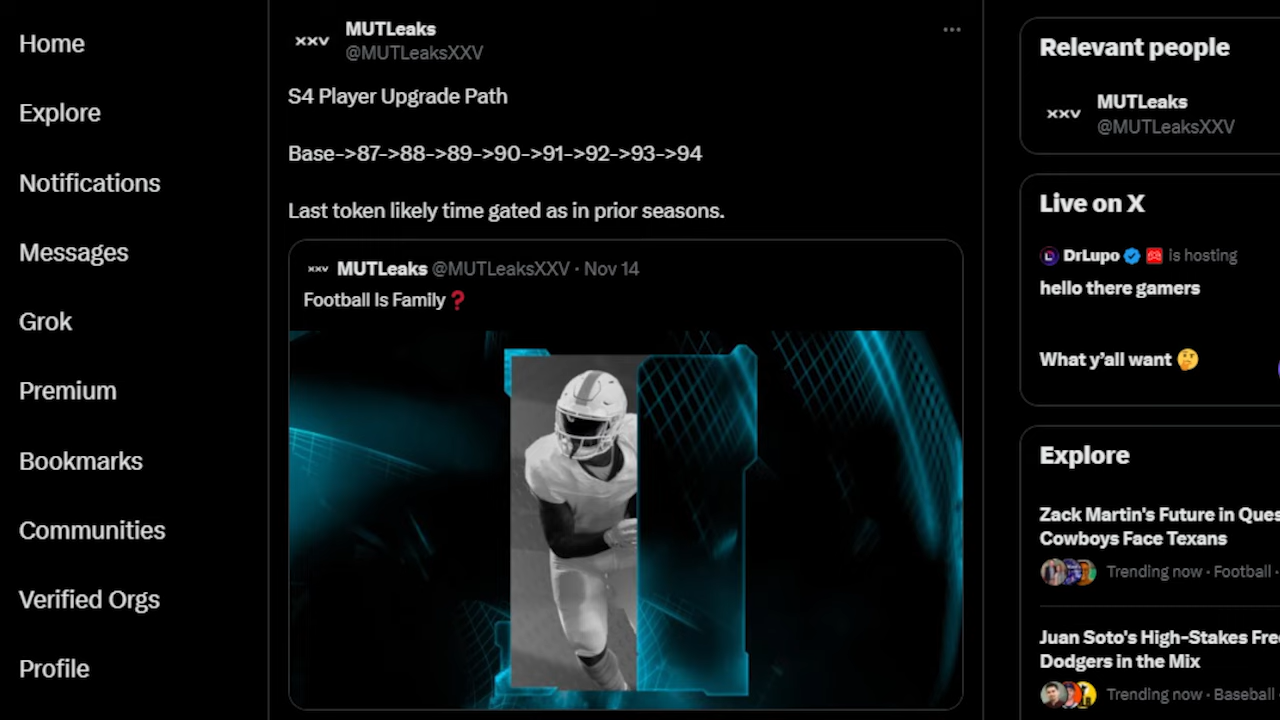 Home
Explore
Notifications
Messages
Grok
Premium
Bookmarks
Communities
Verified Orgs
Profile
xxv
MUTLeaks
@MUTLeaksXXV
S4 Player Upgrade Path
Base->87->88->89->90->91->92->93->94
Last token likely time gated as in prior seasons.
xxv MUTLeaks @MUTLeaksXXV · Nov 14
Football Is Family❓
Relevant people
xxv
MUTLeaks
@MUTLeaksXXV
Live on X
DrLupo is hosting
hello there gamers
What y'all want 🤔
Explore
Zack Martin's Future in Ques
Cowboys Face Texans
Trending now · Football ·
Juan Soto's High-Stakes Fre
Dodgers in the Mix
Trending now · Baseball ·